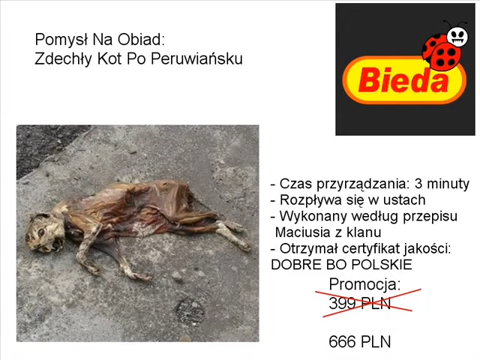 Pomysł Na Obiad:
Zdechły Kot Po Peruwiańsku
Bieda
- Czas przyrządzania: 3 minuty
- Rozpływa się w ustach
- Wykonany według przepisu
Maciusia z klanu
- Otrzymał certyfikat jakości:
DOBRE BO POLSKIE
Promocja:
399 PLN
666 PLN